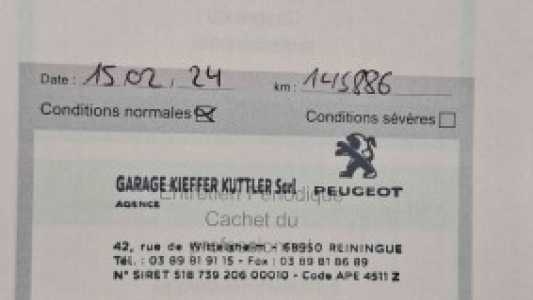 Date : 15.02.24 km : 145886
Conditions normales ☒ Conditions sévères ☐
GARAGE KIEFFER KUTTLER Sarl PEUGEOT
AGENCE
Entretien Périodique
Cachet du
42, rue de Wittelsheim - 68950 REININGUE
Tél. : 03 89 81 91 15 - Fax : 03 89 81 86 89
N° SIRET 518 739 206 00010 - Code APE 4511 Z